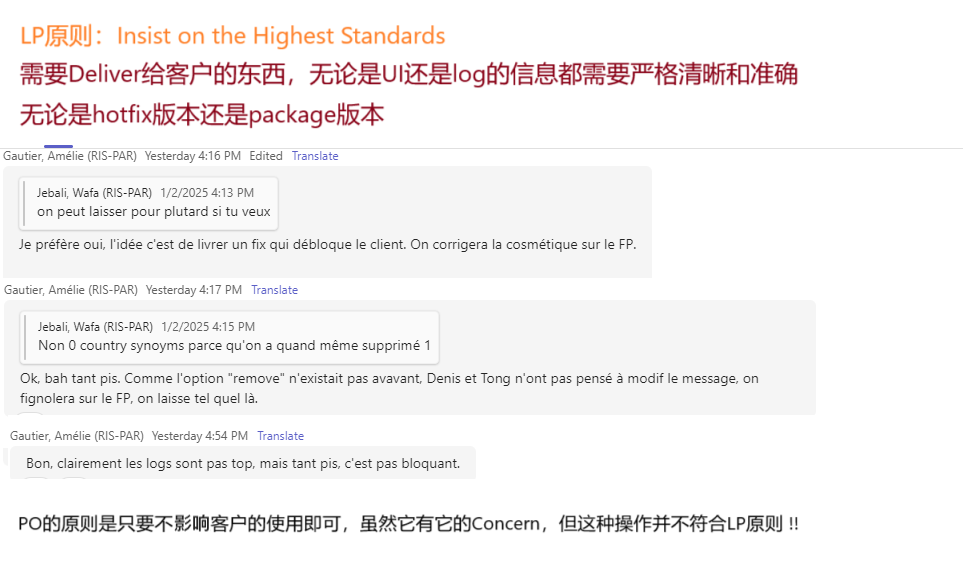 LP原则：Insist on the Highest Standards
需要Deliver给客户的东西，无论是UI还是log的信息都需要严格清晰和准确
无论是hotfix版本还是package版本
Gautier, Amélie (RIS-PAR) Yesterday 4:16 PM Edited Translate
Jebali, Wafa (RIS-PAR) 1/2/2025 4:13 PM
on peut laisser pour plutard si tu veux
Je préfère oui, l'idée c'est de livrer un fix qui débloque le client. On corrigera la cosmétique sur le FP.
Gautier, Amélie (RIS-PAR) Yesterday 4:17 PM Translate
Jebali, Wafa (RIS-PAR) 1/2/2025 4:15 PM
Non 0 country synoyms parce qu'on a quand même supprimé 1
Ok, bah tant pis. Comme l'option "remove" n'existait pas avavant, Denis et Tong n'ont pas pensé à modif le message, on
fignolera sur le FP, on laisse tel quel là.
Gautier, Amélie (RIS-PAR) Yesterday 4:54 PM Translate
Bon, clairement les logs sont pas top, mais tant pis, c'est pas bloquant.
PO的原则是只要不影响客户的使用即可，虽然它有它的Concern，但这种操作并不符合LP原则 !!